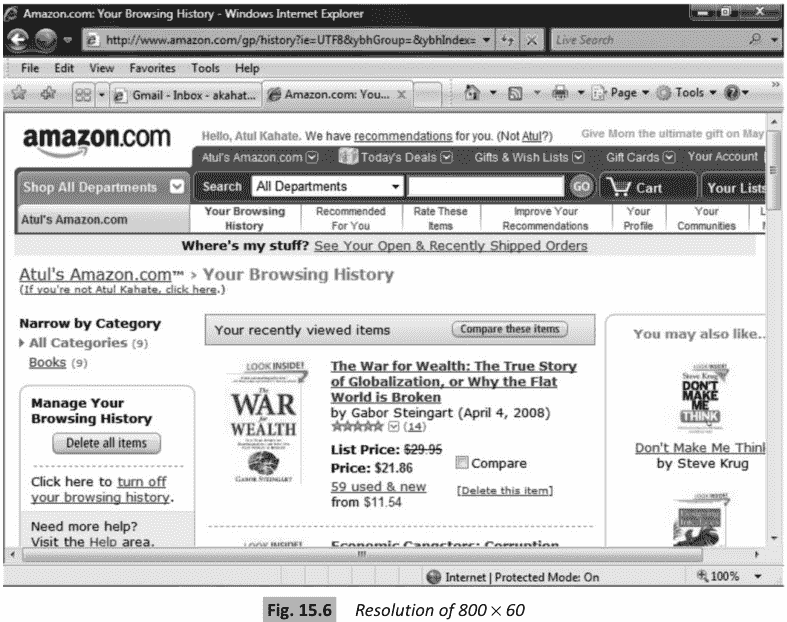 Amazon.com: Your Browsing History - Windows Internet Explorer
http://www.amazon.com/gp/history?ie=UTF8&ybhGroup=&ybhIndex=
Live Search
File Edit View Favorites Tools Help
Gmail - Inbox - akahat...
Amazon.com: You...
Page
Tools
amazon.com
Hello, Atul Kahate. We have recommendations for you. (Not Atul?)
Give Mom the ultimate gift on May
Atul's Amazon.com
Today's Deals
Gifts & Wish Lists
Gift Cards
Your Account
Shop All Departments
Search
All Departments
GO
Cart
Your Lists
Atul's Amazon.com
Your Browsing
History
Recommended
For You
Rate These
Items
Improve Your
Recommendations
Your
Profile
Your
Communities
Where's my stuff? See Your Open & Recently Shipped Orders
Atul's Amazon.com™ › Your Browsing History
(If you're not Atul Kahate, click here.)
Narrow by Category
All Categories (9)
Books (9)
Manage Your
Browsing History
Delete all items
Click here to turn off
your browsing history.
Need more help?
Visit the Help area.
Your recently viewed items
Compare these items
LOOK INSIDE!
The
WAR
for
WEALTH
GABOR STEINGART
The War for Wealth: The True Story
of Globalization, or Why the Flat
World is Broken
by Gabor Steingart (April 4, 2008)
(14)
List Price: $29.95
Price: $21.86
59 used & new
from $11.54
Compare
[Delete this item]
LOOK INSIDE!
Economic Gangsters: Corruption
You may also like..
LOOK INSIDE!
Steve Krug
DON'T
MAKE
ME
THINK
Don't Make Me Think
by Steve Krug
LOOK INSIDE!
Internet | Protected Mode: On
100%
Fig. 15.6 Resolution of 800 × 60